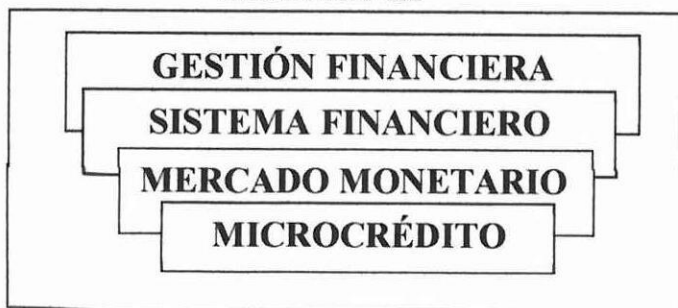 GESTIÓN FINANCIERA
SISTEMA FINANCIERO
MERCADO MONETARIO
MICROCRÉDITO